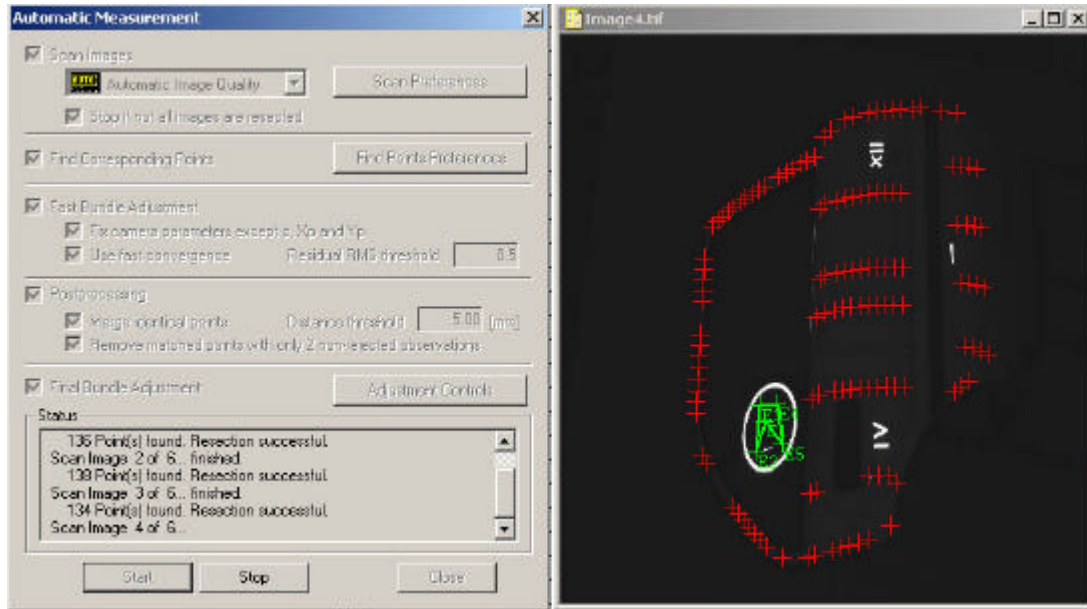 Automatic Measurement
Scan Images
Automatic Image Quality
Scan Preferences
Stop if not all images are resected
Find Corresponding Points
Find Points Preferences
Fast Bundle Adjustment
Fix camera parameters except c, Xp and Yp
Use fast convergence
Residual RMS threshold
0.5
Postprocessing
Merge identical points
Distance threshold
5.00
[mm]
Remove matched points with only 2 non-resected observations
Final Bundle Adjustment
Adjustment Controls
Status
136 Point(s) found. Resection successful.
Scan Image 2 of 6... finished.
138 Point(s) found. Resection successful.
Scan Image 3 of 6... finished.
134 Point(s) found. Resection successful.
Scan Image 4 of 6...
Start
Stop
Close
Image4.tif